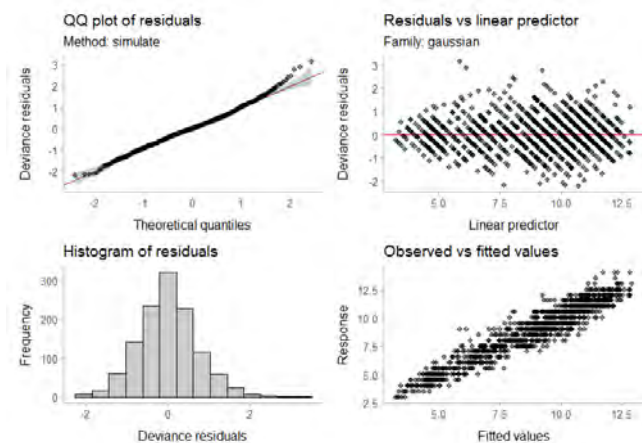 QQ plot of residuals
Method: simulate
Deviance residuals
3
2
1
0
-1
-2
-2
-1
0
1
2
Theoretical quantiles
Residuals vs linear predictor
Family: gaussian
Deviance residuals
3
2
1
0
-1
-2
5.0
7.5
10.0
12.5
Linear predictor
Histogram of residuals
Frequency
300
200
100
0
-2
0
2
Deviance residuals
Observed vs fitted values
Response
12.5
10.0
7.5
5.0
2.5
5.0
7.5
10.0
12.5
Fitted values